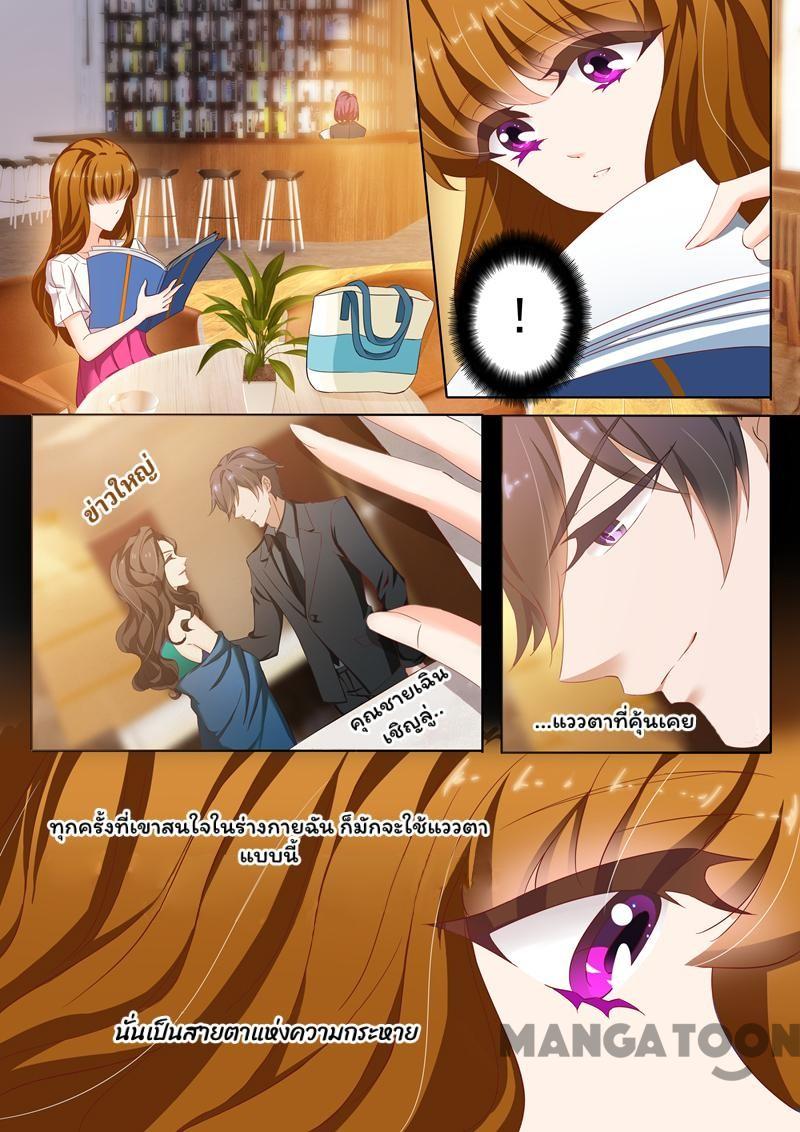 !
ข่าวใหญ่
คุณชายเฉิน
เชิญลู่..
...แววตาที่คุ้นเคย
ทุกครั้งที่เขาสนใจในร่างกายฉัน ก็มักจะใช้แววตา
แบบนี้
นั่นเป็นสายตาแห่งความกระหาย
MANGATOON